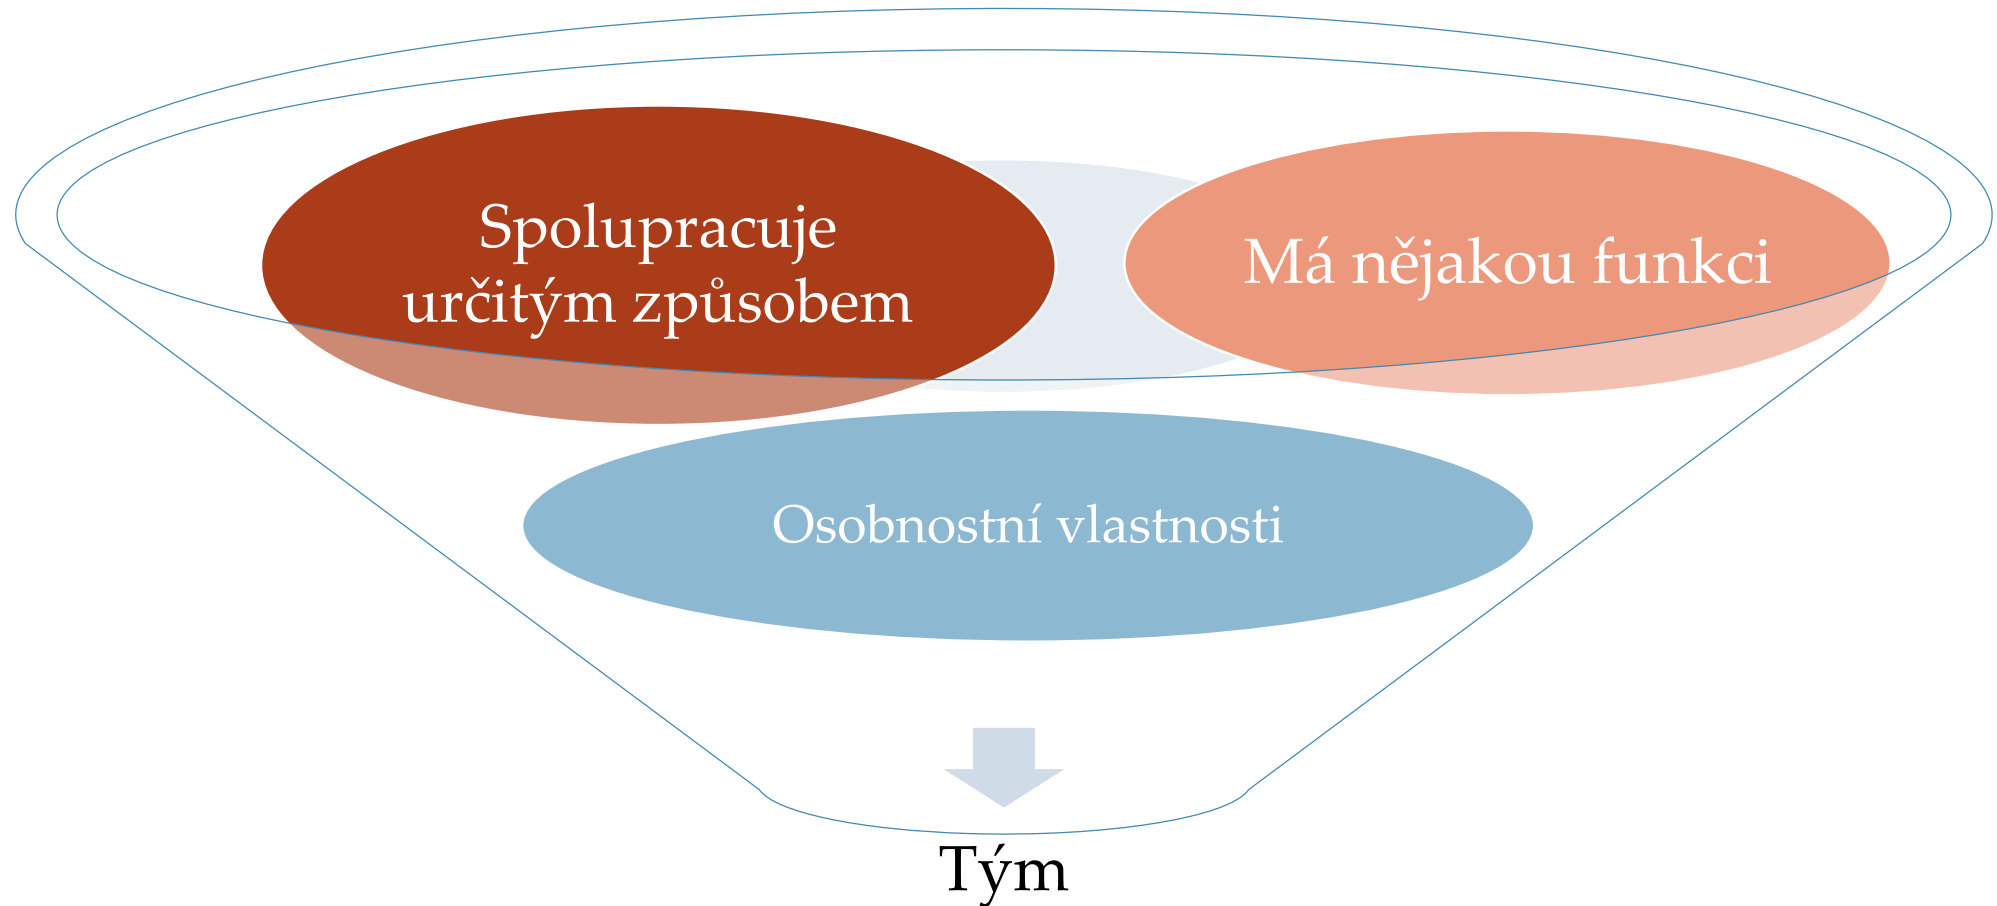 Spolupracuje
určitým způsobem
Má nějakou funkci
Osobnostní vlastnosti
Tým